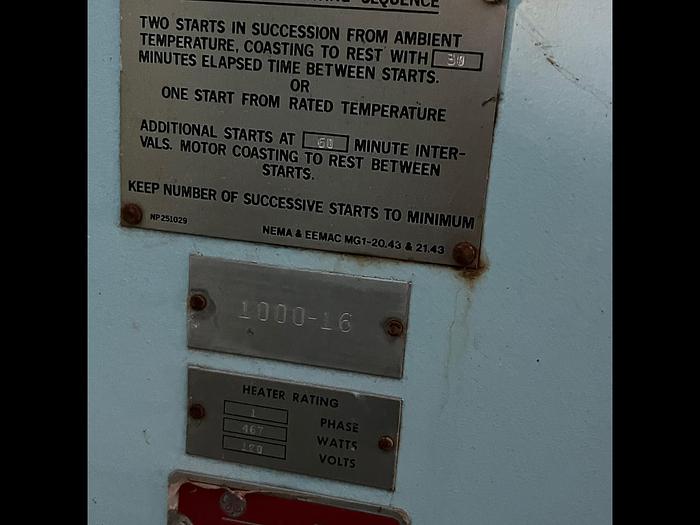 SEQUENCE
TWO STARTS IN SUCCESSION FROM AMBIENT
TEMPERATURE, COASTING TO REST WITH 30
MINUTES ELAPSED TIME BETWEEN STARTS.
OR
ONE START FROM RATED TEMPERATURE
ADDITIONAL STARTS AT 60 MINUTE INTER-
VALS. MOTOR COASTING TO REST BETWEEN
STARTS.
KEEP NUMBER OF SUCCESSIVE STARTS TO MINIMUM
NP251029
NEMA & EEMAC MG1-20.43 & 21.43
1000-16
HEATER RATING
1 PHASE
467 WATTS
120 VOLTS